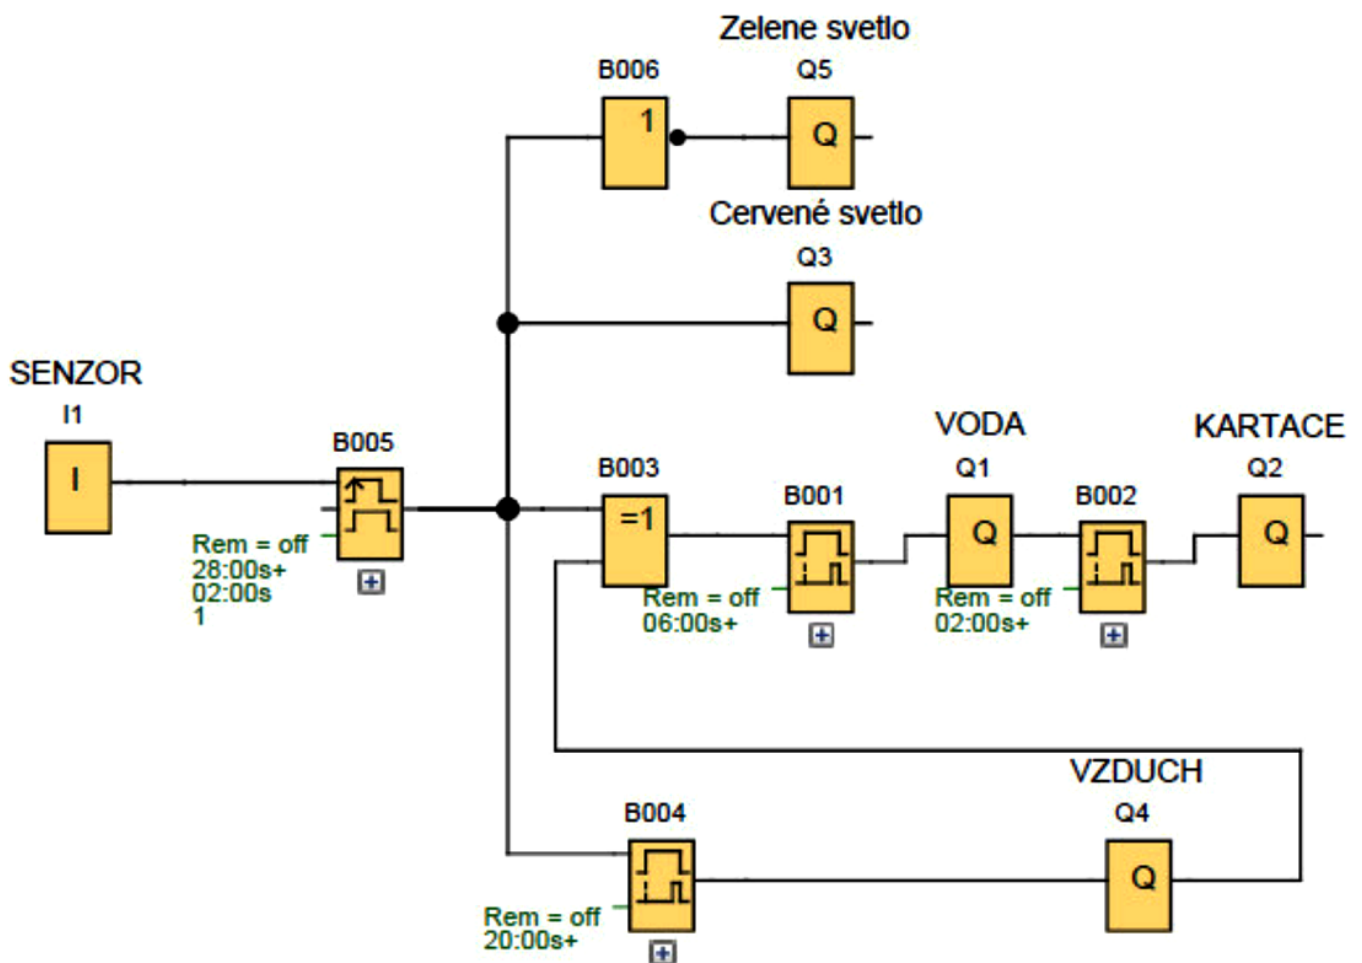 Zelene svetlo
B006
Q5
1
Q
Cervené svetlo
Q3
Q
SENZOR
I1
I
B005
Rem = off
28:00s+
02:00s
1
B003
=1
B001
Rem = off
06:00s+
VODA
Q1
Q
B002
Rem = off
02:00s+
KARTACE
Q2
Q
VZDUCH
Q4
Q
B004
Rem = off
20:00s+